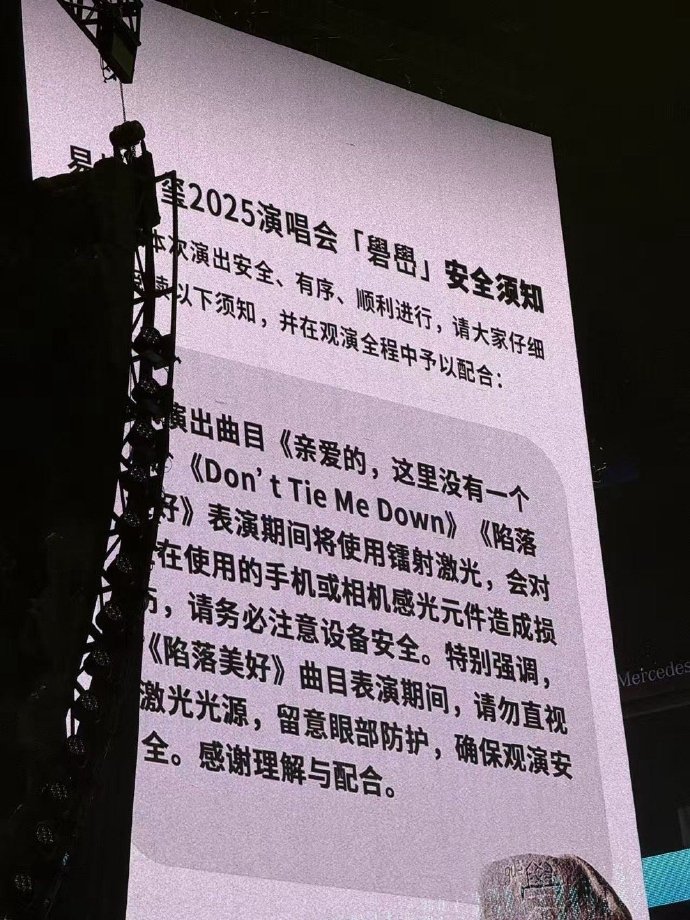 玺2025演唱会「礐嶨」安全须知
本次演出安全、有序、顺利进行，请大家仔细
读以下须知，并在观演全程中予以配合：
演出曲目《亲爱的，这里没有一个
《Don't Tie Me Down》《陷落
好》表演期间将使用镭射激光，会对
在使用的手机或相机感光元件造成损
，请务必注意设备安全。特别强调，
《陷落美好》曲目表演期间，请勿直视
激光光源，留意眼部防护，确保观演安
全。感谢理解与配合。
Mercedes